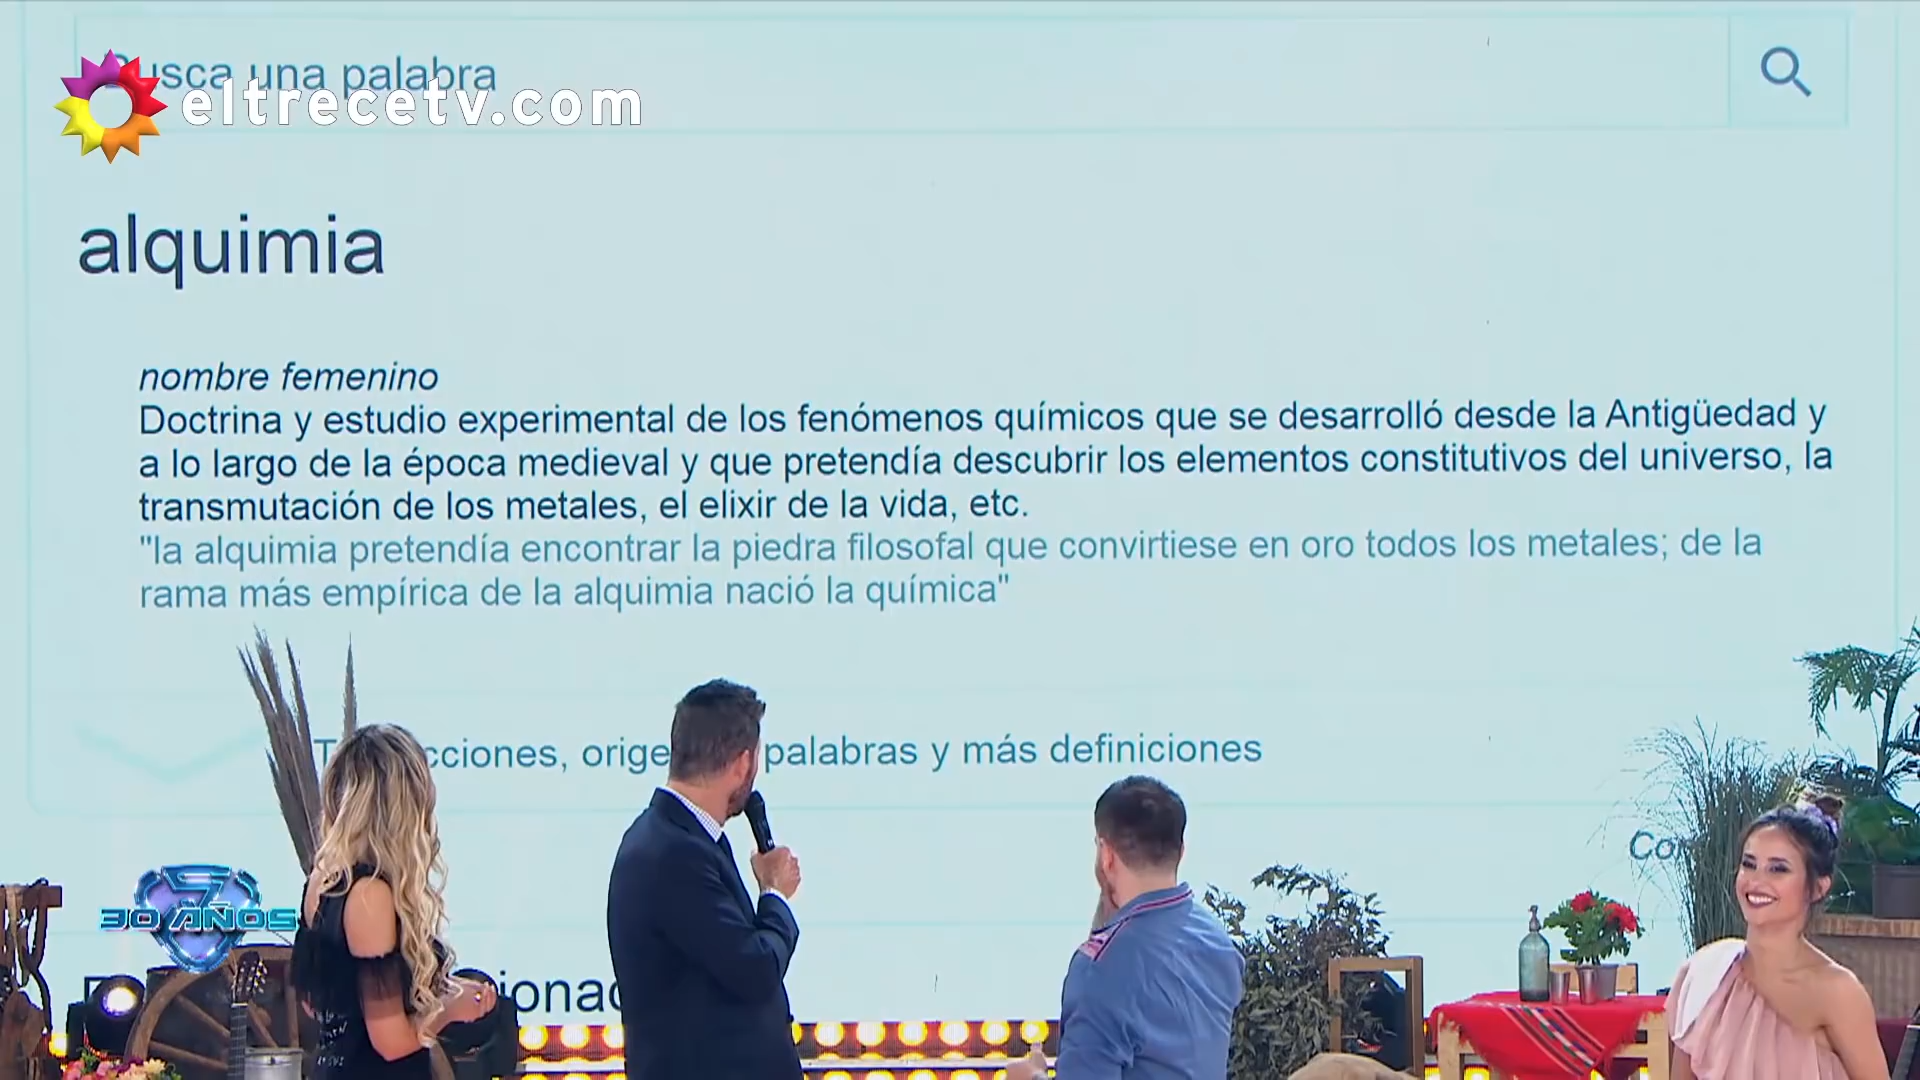 Busca una palabra
eltrecetv.com
alquimia
nombre femenino
Doctrina y estudio experimental de los fenómenos químicos que se desarrolló desde la Antigüedad y
a lo largo de la época medieval y que pretendía descubrir los elementos constitutivos del universo, la
transmutación de los metales, el elixir de la vida, etc.
"la alquimia pretendía encontrar la piedra filosofal que convirtiese en oro todos los metales; de la
rama más empírica de la alquimia nació la química"
palabras y más definiciones
30 AÑOS